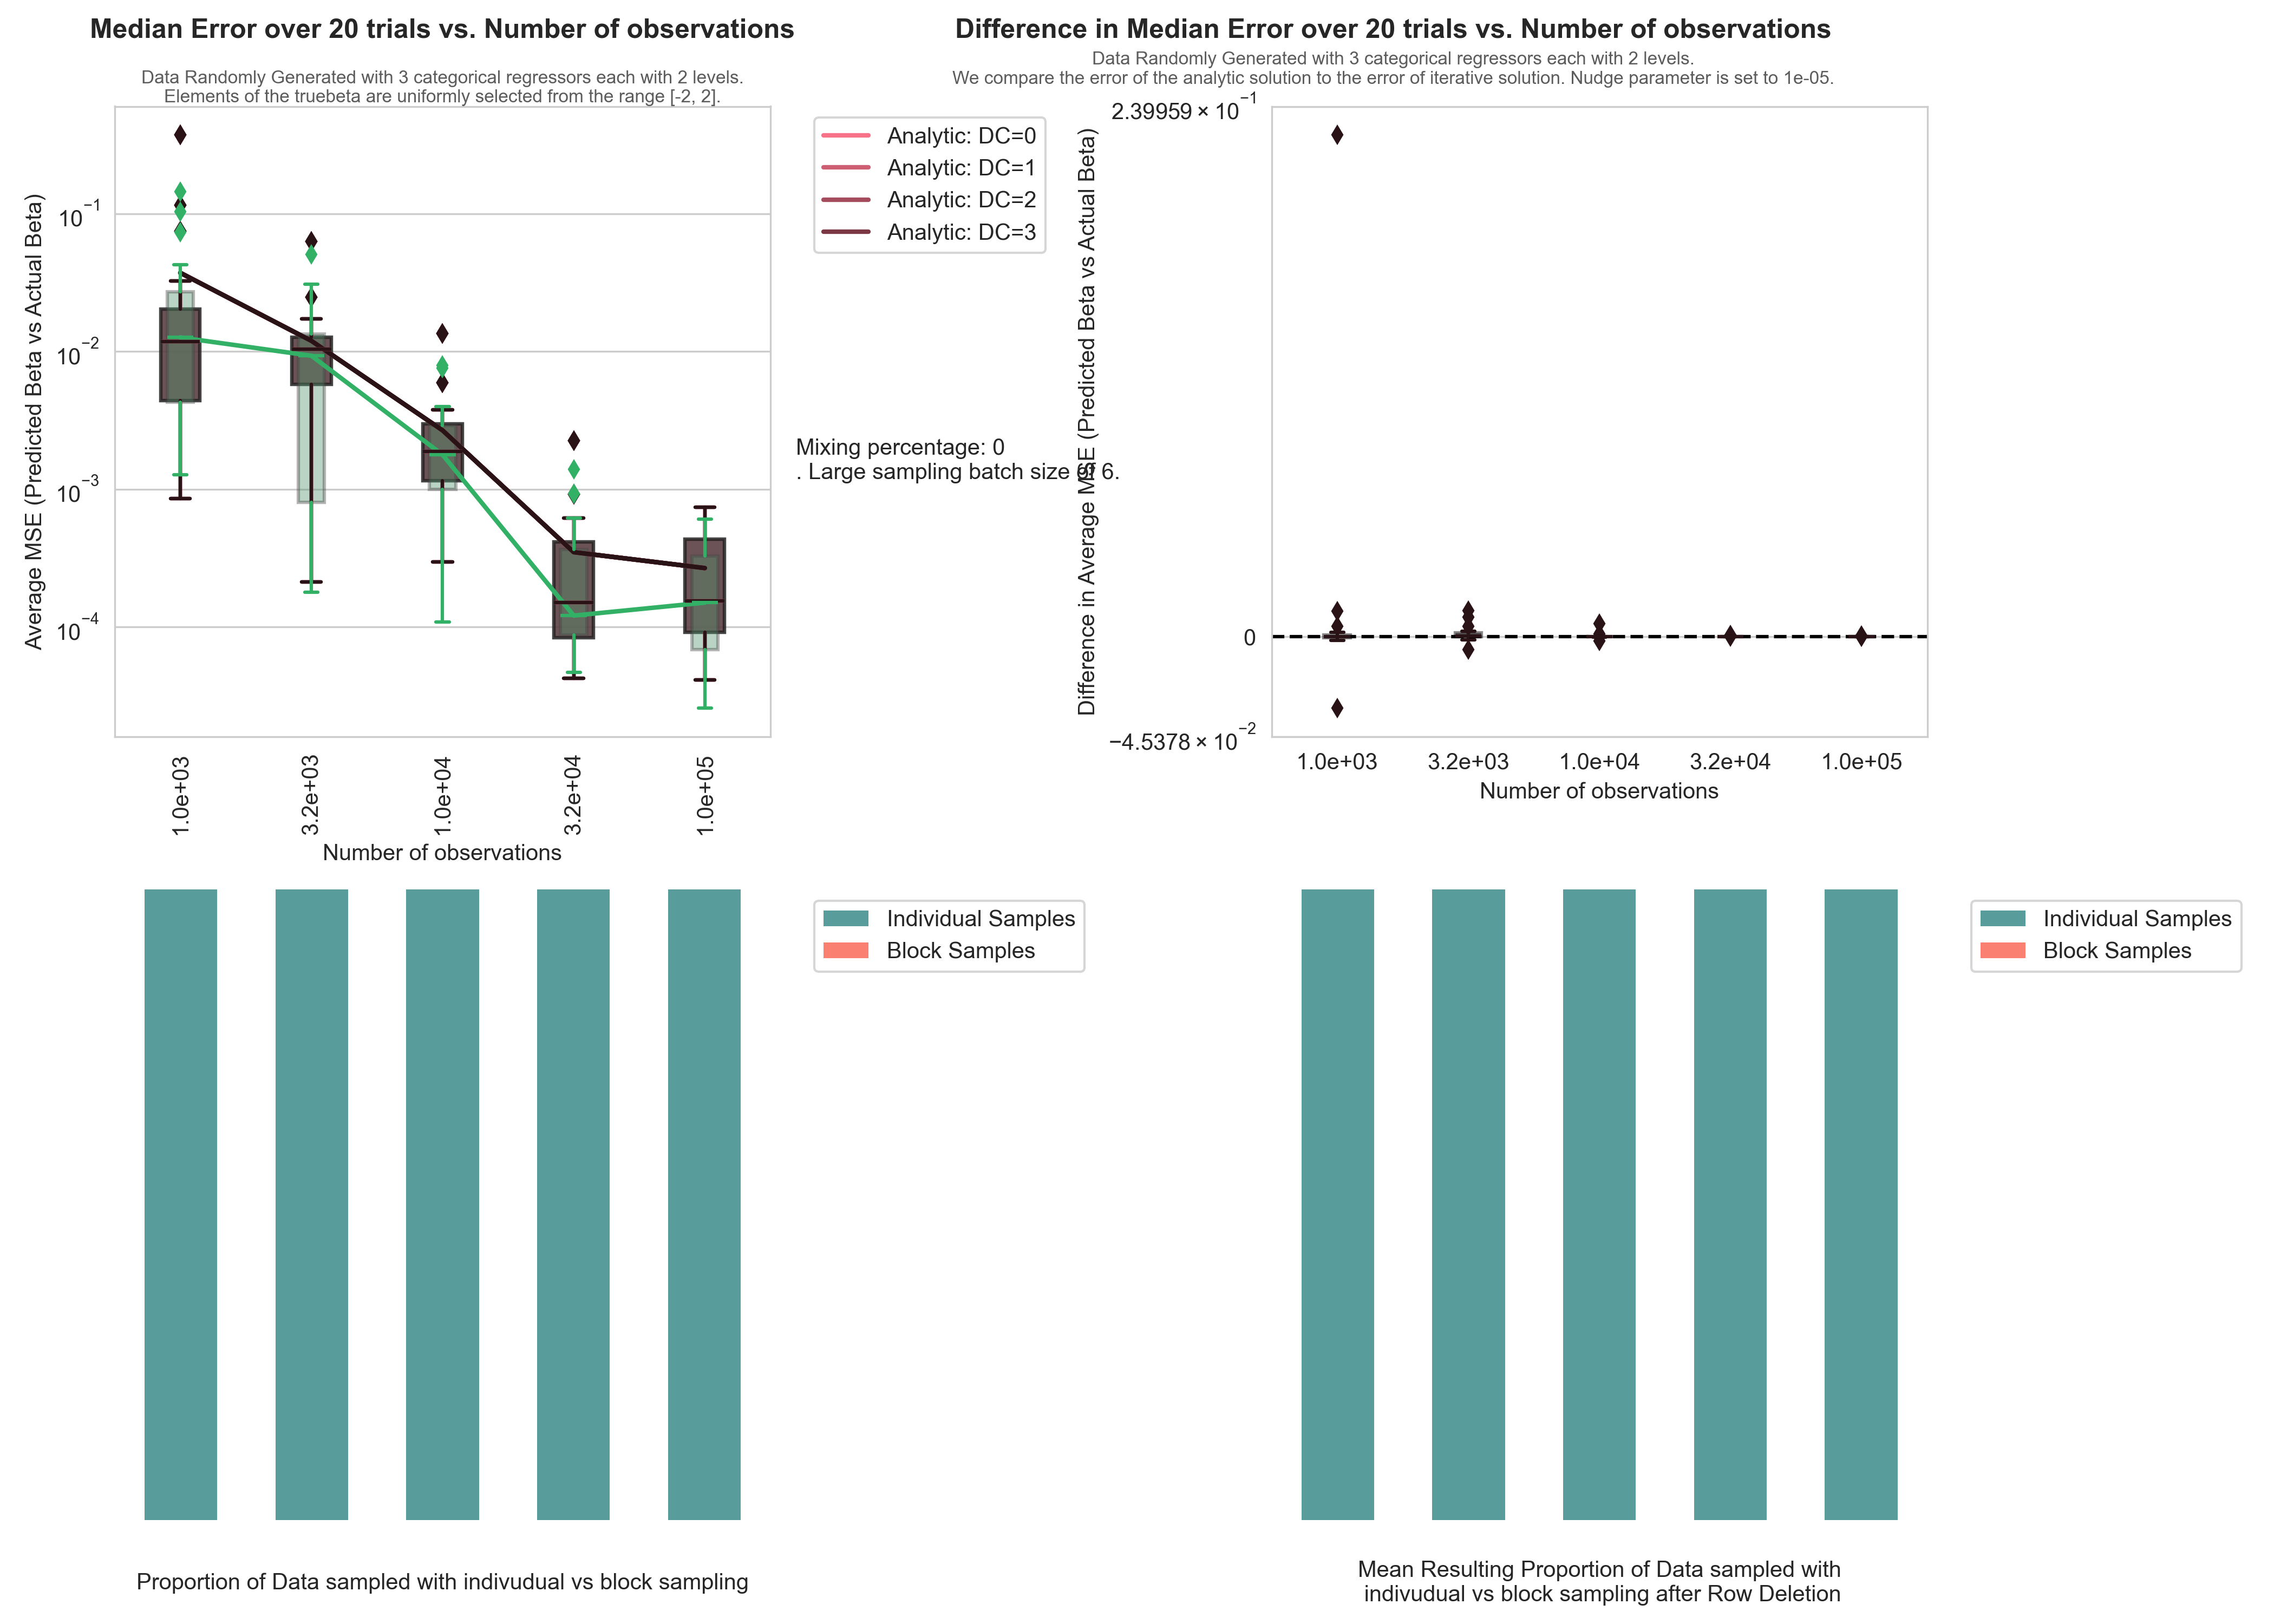 Median Error over 20 trials vs. Number of observations
Data Randomly Generated with 3 categorical regressors each with 2 levels.
Elements of the truebeta are uniformly selected from the range [-2, 2].
Average MSE (Predicted Beta vs Actual Beta)
10⁻¹
10⁻²
10⁻³
10⁻⁴
1.0e+03
3.2e+03
1.0e+04
3.2e+04
1.0e+05
Number of observations
Analytic: DC=0
Analytic: DC=1
Analytic: DC=2
Analytic: DC=3
Mixing percentage: 0
. Large sampling batch size of 6.
Difference in Median Error over 20 trials vs. Number of observations
Data Randomly Generated with 3 categorical regressors each with 2 levels.
We compare the error of the analytic solution to the error of iterative solution. Nudge parameter is set to 1e-05.
Difference in Average MSE (Predicted Beta vs Actual Beta)
2.39959 × 10⁻¹
0
−4.5378 × 10⁻²
1.0e+03
3.2e+03
1.0e+04
3.2e+04
1.0e+05
Number of observations
Individual Samples
Block Samples
Proportion of Data sampled with indivudual vs block sampling
Individual Samples
Block Samples
Mean Resulting Proportion of Data sampled with
indivudual vs block sampling after Row Deletion